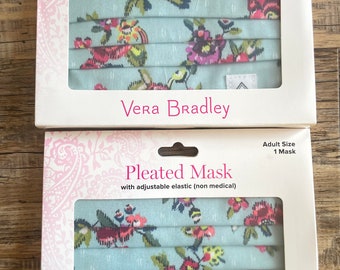 Vera Bradley
Adult Size
1 Mask
Pleated Mask
with adjustable elastic (non medical)